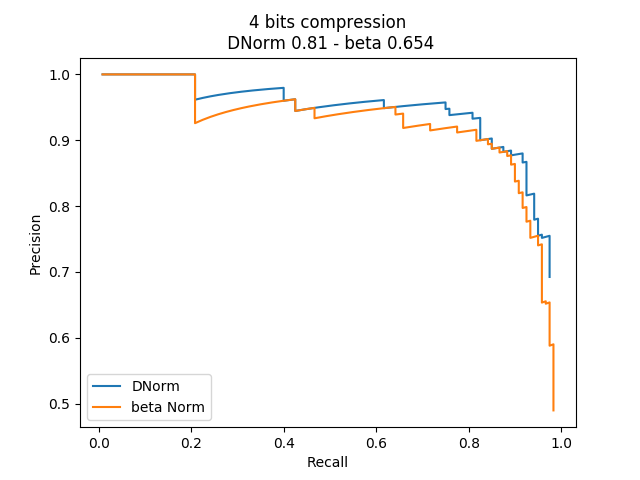 4 bits compression
DNorm 0.81 - beta 0.654
1.0
0.9
0.8
0.7
0.6
0.5
Precision
DNorm
beta Norm
0.0 0.2 0.4 0.6 0.8 1.0
Recall